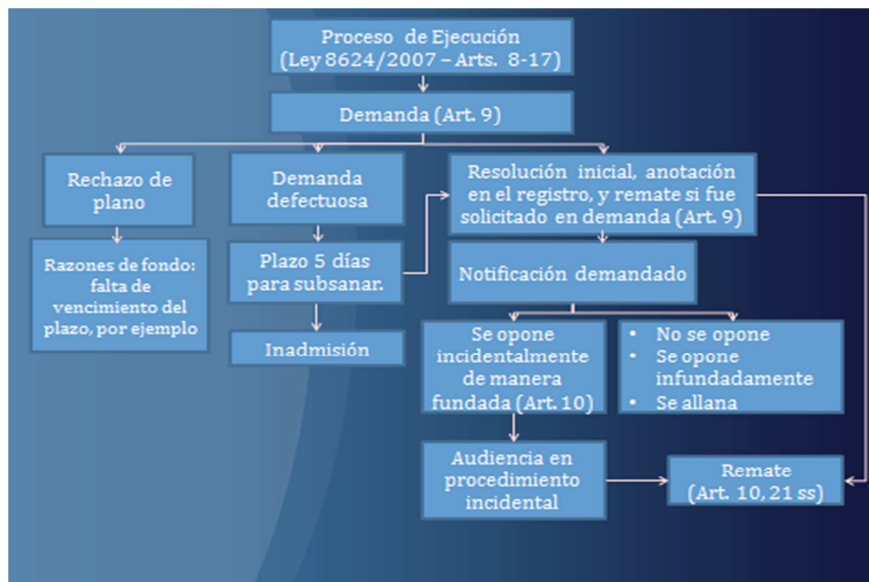 Proceso de Ejecución
(Ley 8624/2007 – Arts. 8-17)
Demanda (Art. 9)
Rechazo de
plano
Demanda
defectuosa
Resolución inicial, anotación
en el registro, y remate si fue
solicitado en demanda (Art. 9)
Razones de fondo:
falta de
vencimiento del
plazo, por ejemplo
Plazo 5 días
para subsanar.
Notificación demandado
Inadmisión
Se opone
incidentalmente
de manera
fundada (Art. 10)
• No se opone
• Se opone
infundadamente
• Se allana
Audiencia en
procedimiento
incidental
Remate
(Art. 10, 21 ss)